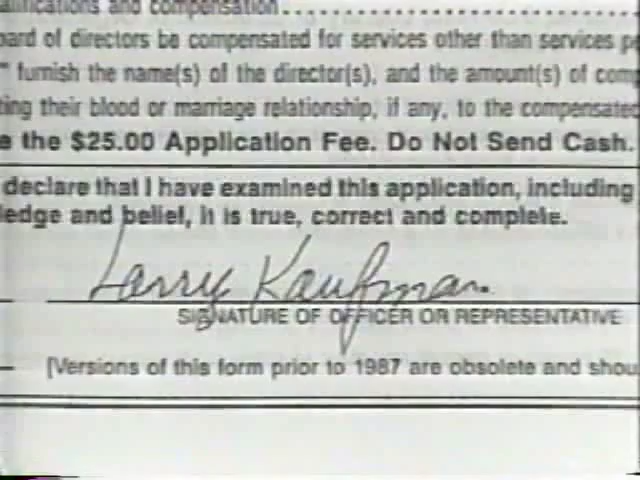 alifications and compensation..............................
oard of directors be compensated for services other than services pe
" furnish the name(s) of the director(s), and the amount(s) of com
ting their blood or marriage relationship, if any, to the compensated
e the $25.00 Application Fee. Do Not Send Cash.
declare that I have examined this application, including
ledge and belief, it is true, correct and complete.
Larry Kaufman
SIGNATURE OF OFFICER OR REPRESENTATIVE
[Versions of this form prior to 1987 are obsolete and shou